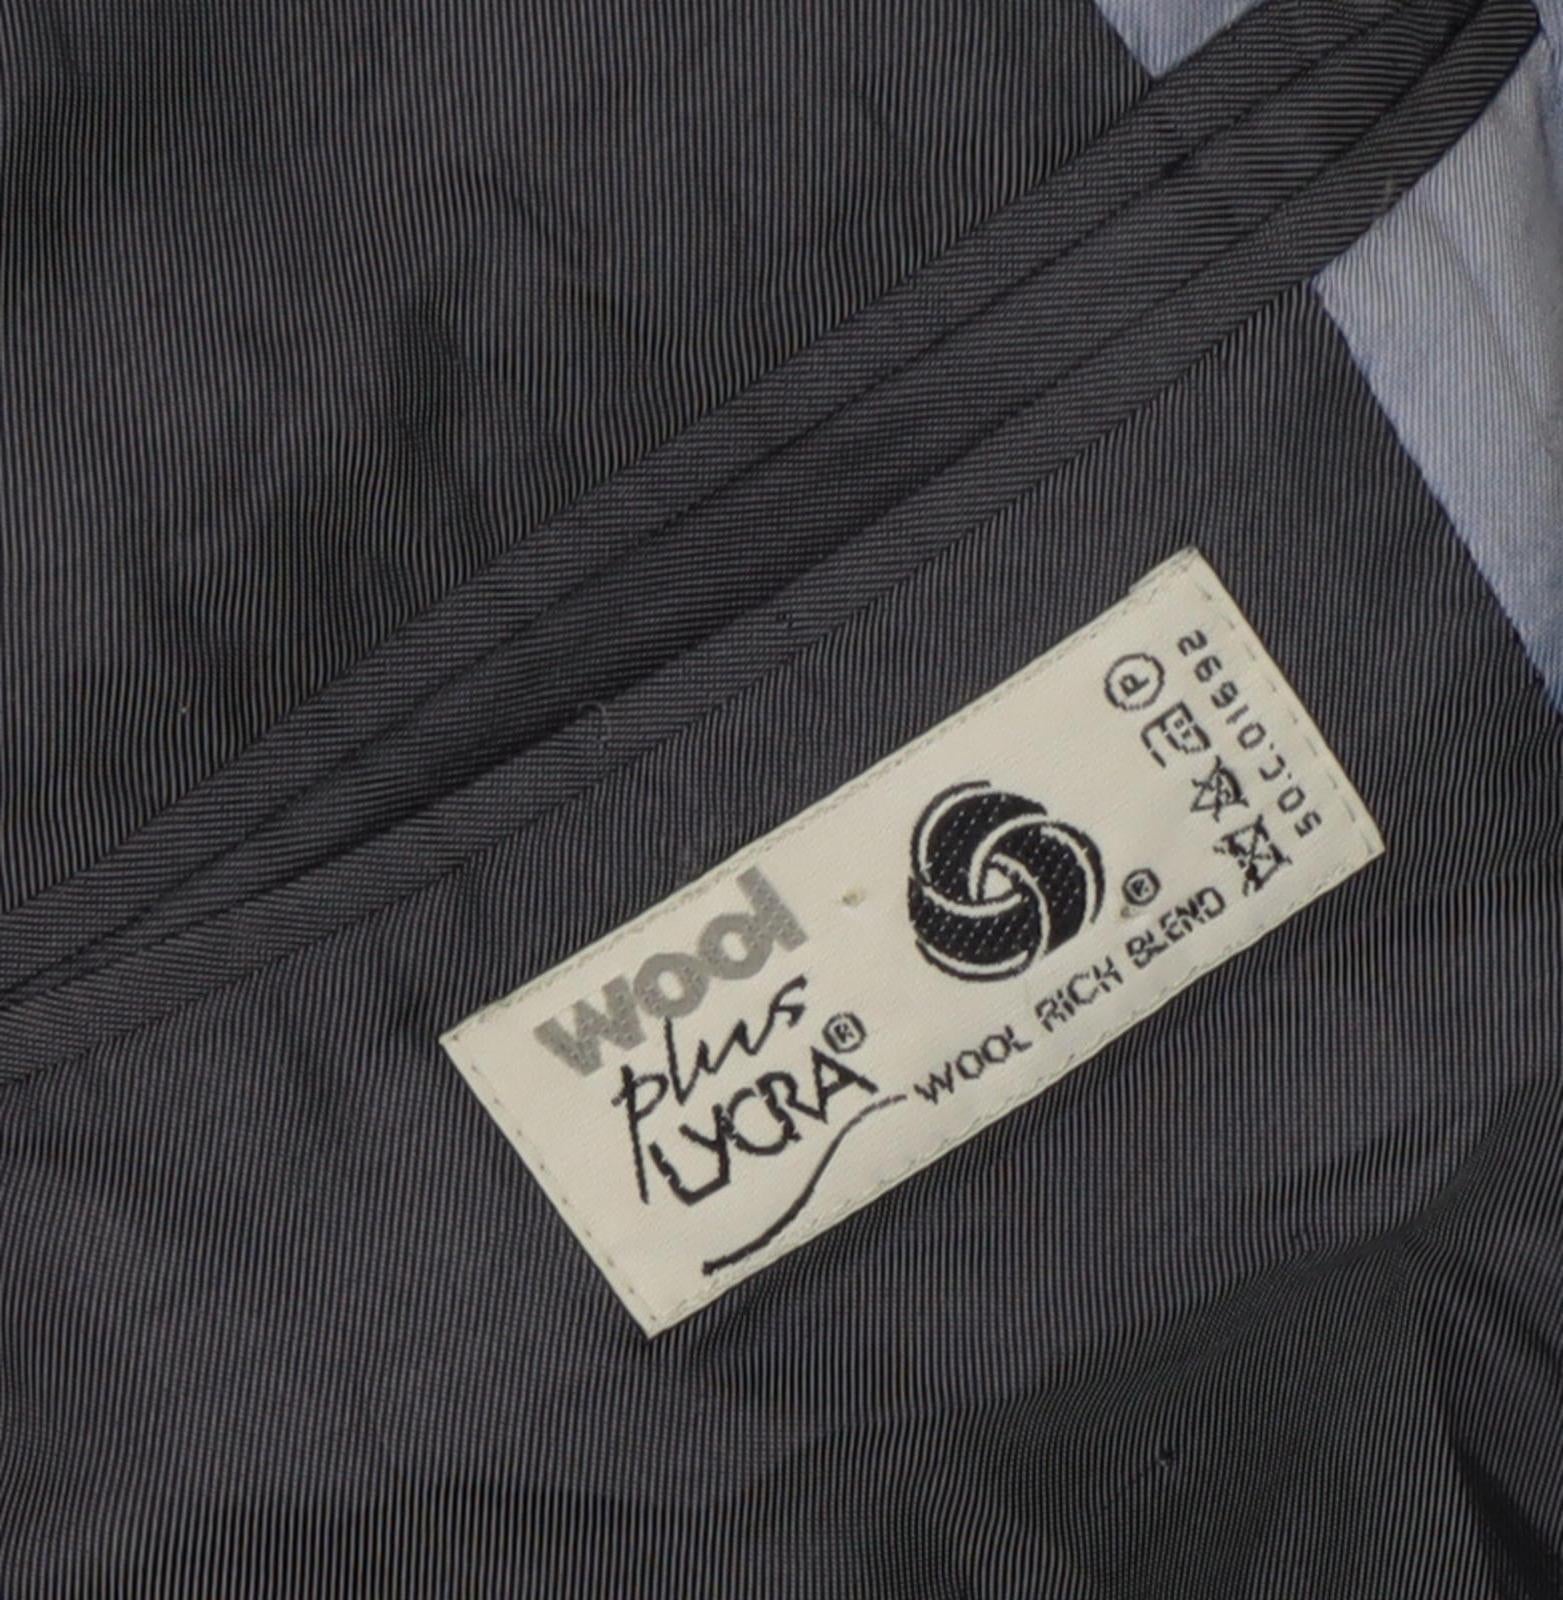 wool
plus
LYCRA®
®
WOOL RICH BLEND
P
50.C.01692